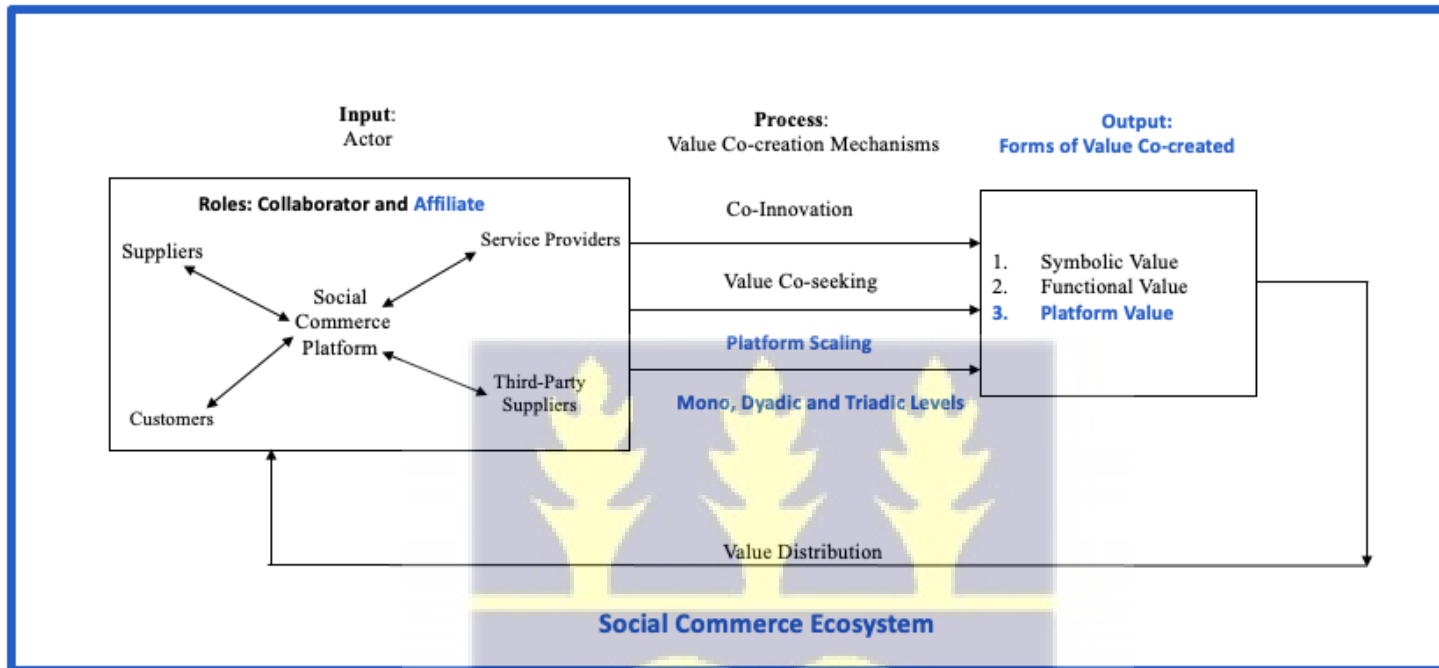 Input:
Actor
Process:
Value Co-creation Mechanisms
Output:
Forms of Value Co-created
Roles: Collaborator and Affiliate
Suppliers
Service Providers
Social
Commerce
Platform
Customers
Third-Party
Suppliers
Co-Innovation
Value Co-seeking
Platform Scaling
Mono, Dyadic and Triadic Levels
1. Symbolic Value
2. Functional Value
3. Platform Value
Value Distribution
Social Commerce Ecosystem